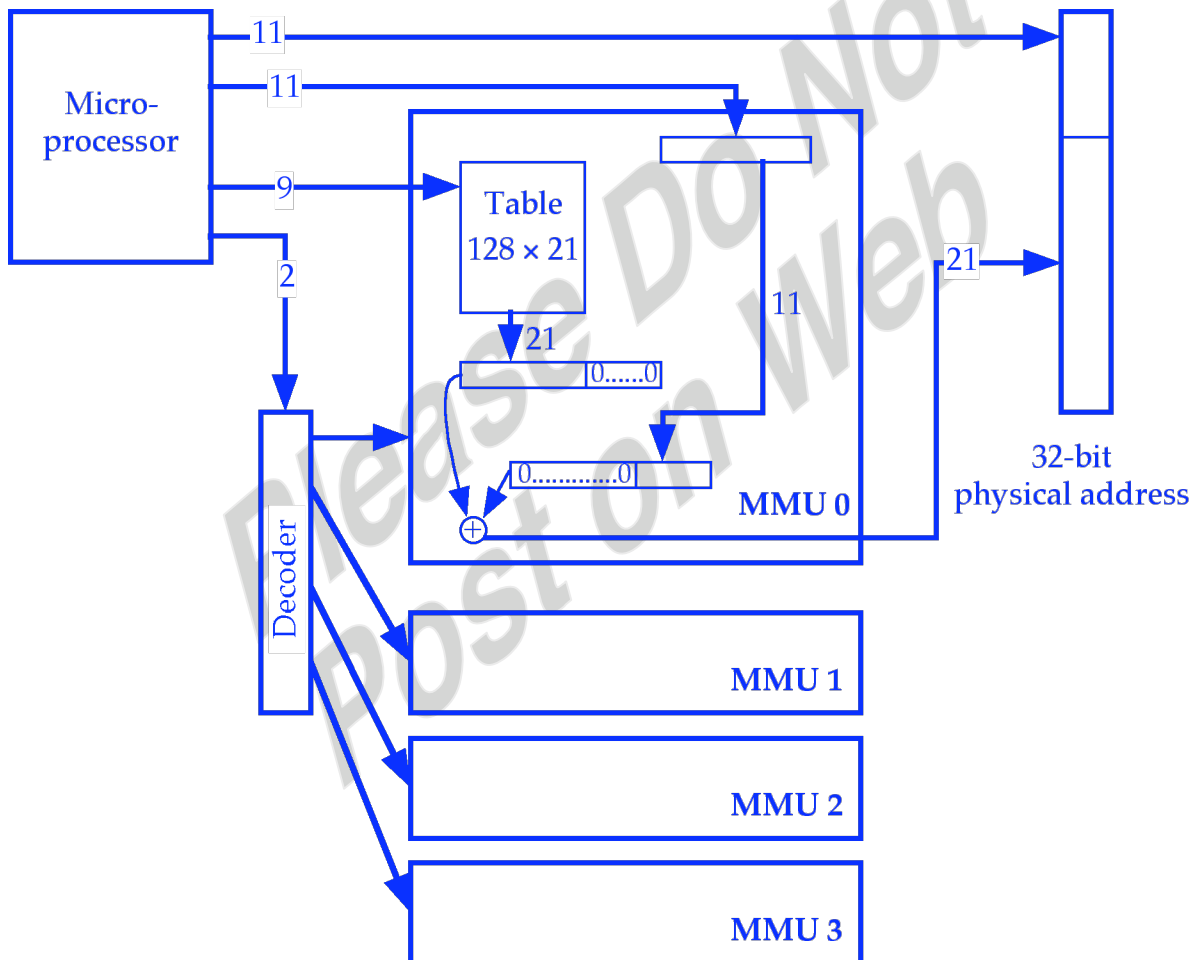 11
11
Micro-
processor
9
Table
128 × 21
2
21
21
11
0......0
32-bit
physical address
0.............0
MMU 0
+
Decoder
MMU 1
MMU 2
MMU 3
Please Do Not
Post on Web